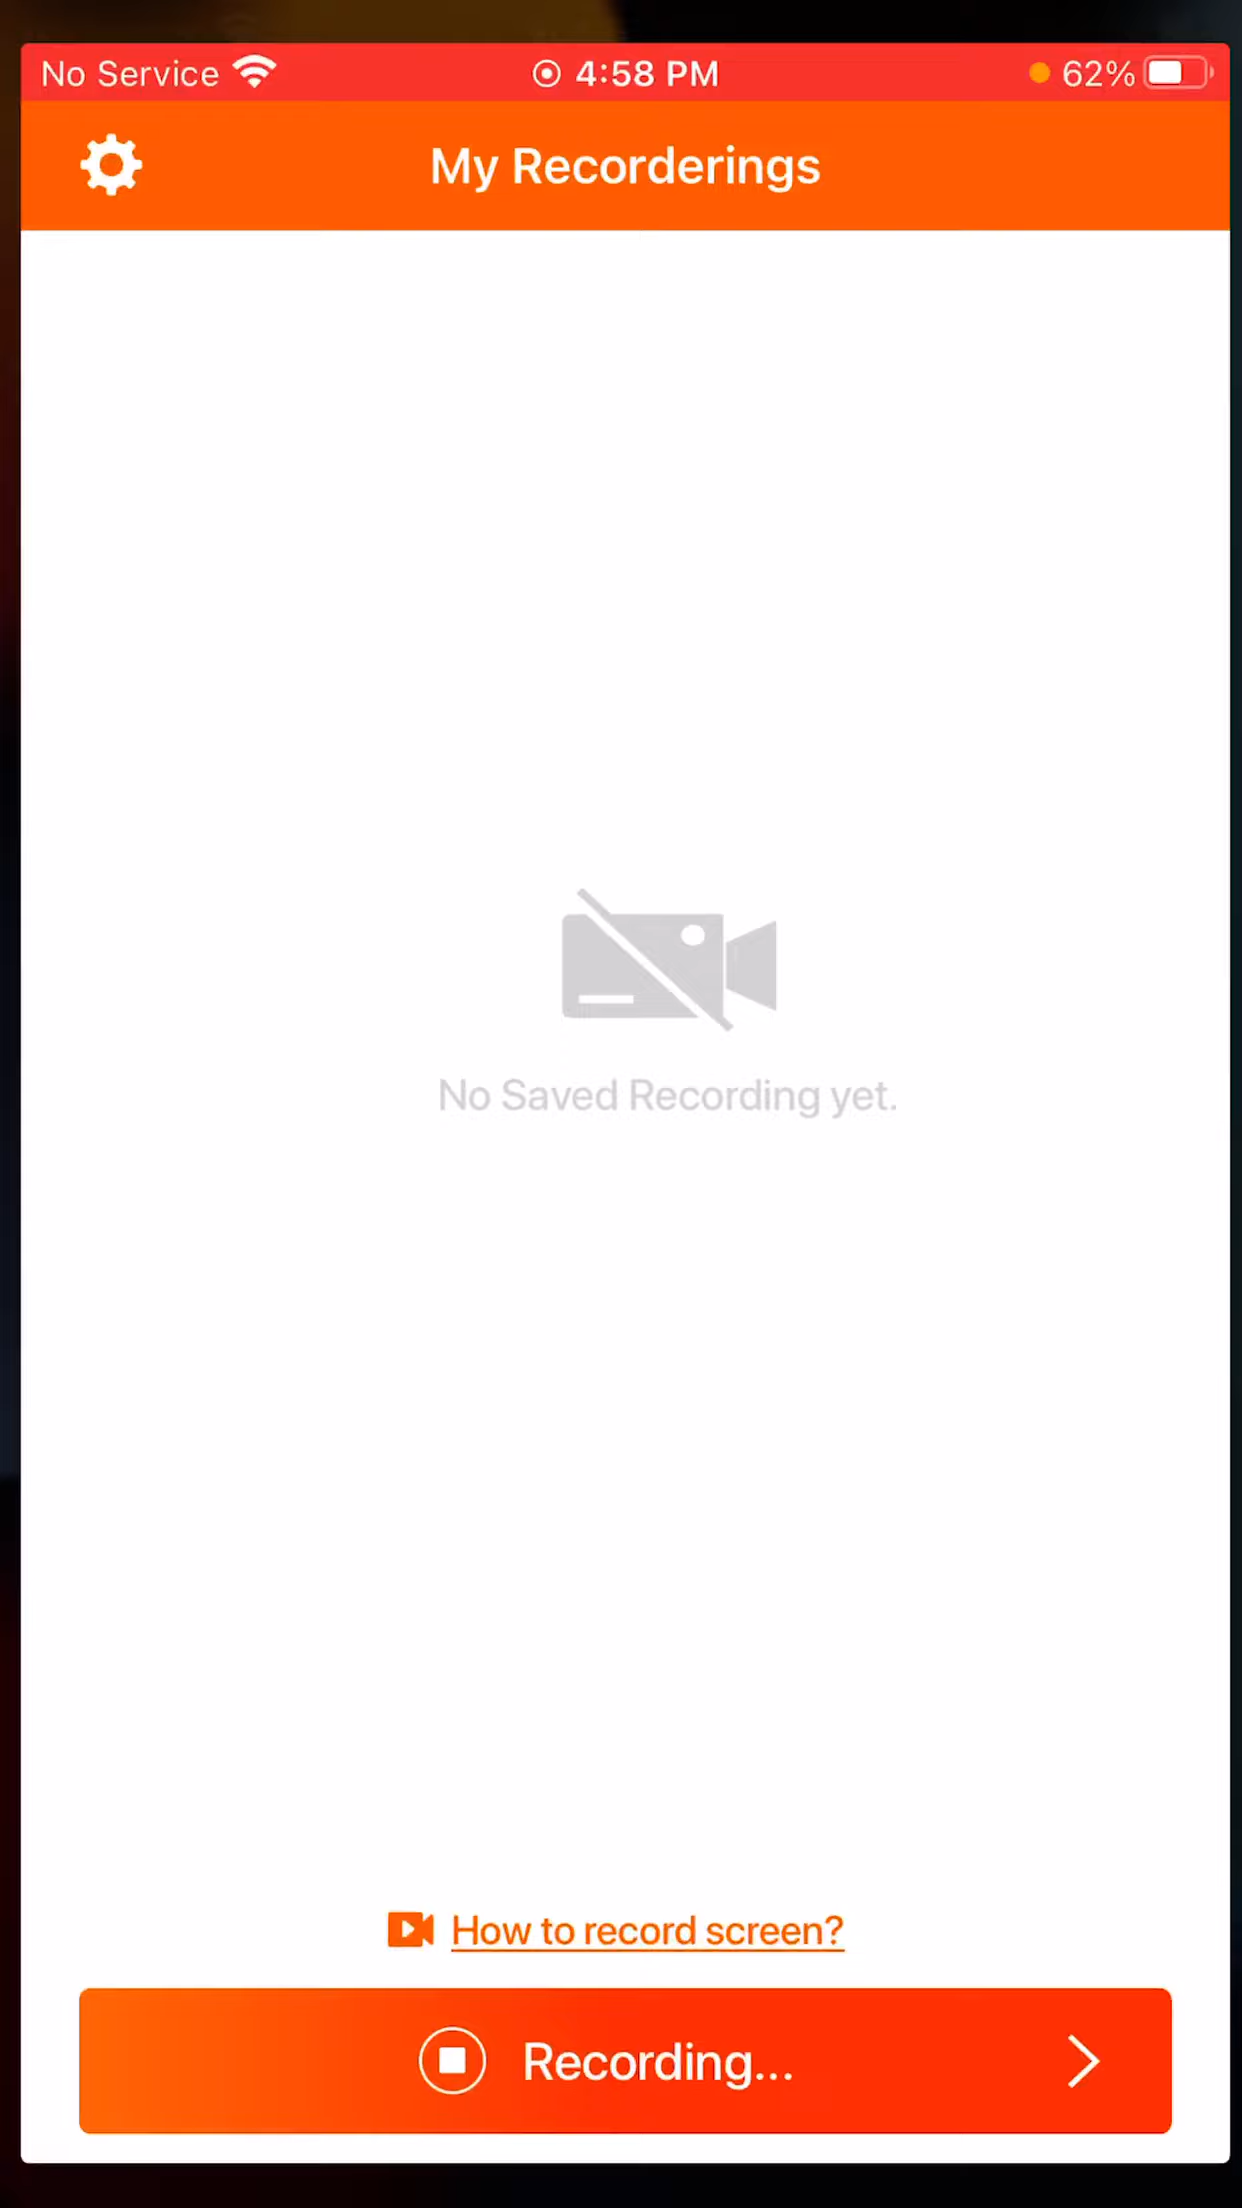 No Service 4:58 PM 62%
My Recorderings
No Saved Recording yet.
How to record screen?
Recording...